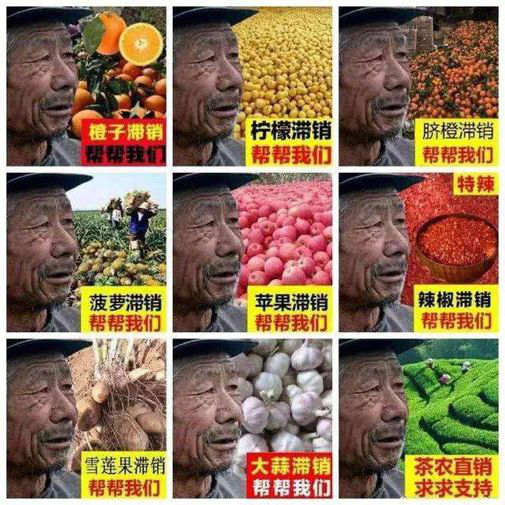 橙子滞销
帮帮我们
柠檬滞销
帮帮我们
脐橙滞销
帮帮我们
菠萝滞销
帮帮我们
苹果滞销
帮帮我们
特辣
辣椒滞销
帮帮我们
雪莲果滞销
帮帮我们
大蒜滞销
帮帮我们
茶农直销
求求支持